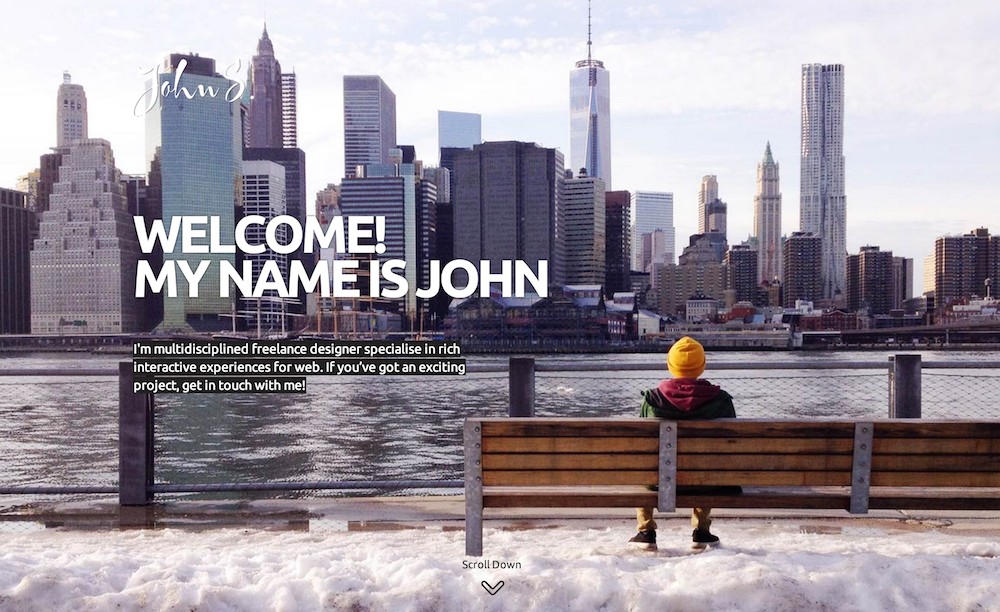 John S.
WELCOME!
MY NAME IS JOHN
I'm multidisciplined freelance designer specialise in rich
interactive experiences for web. If you've got an exciting
project, get in touch with me!
Scroll Down